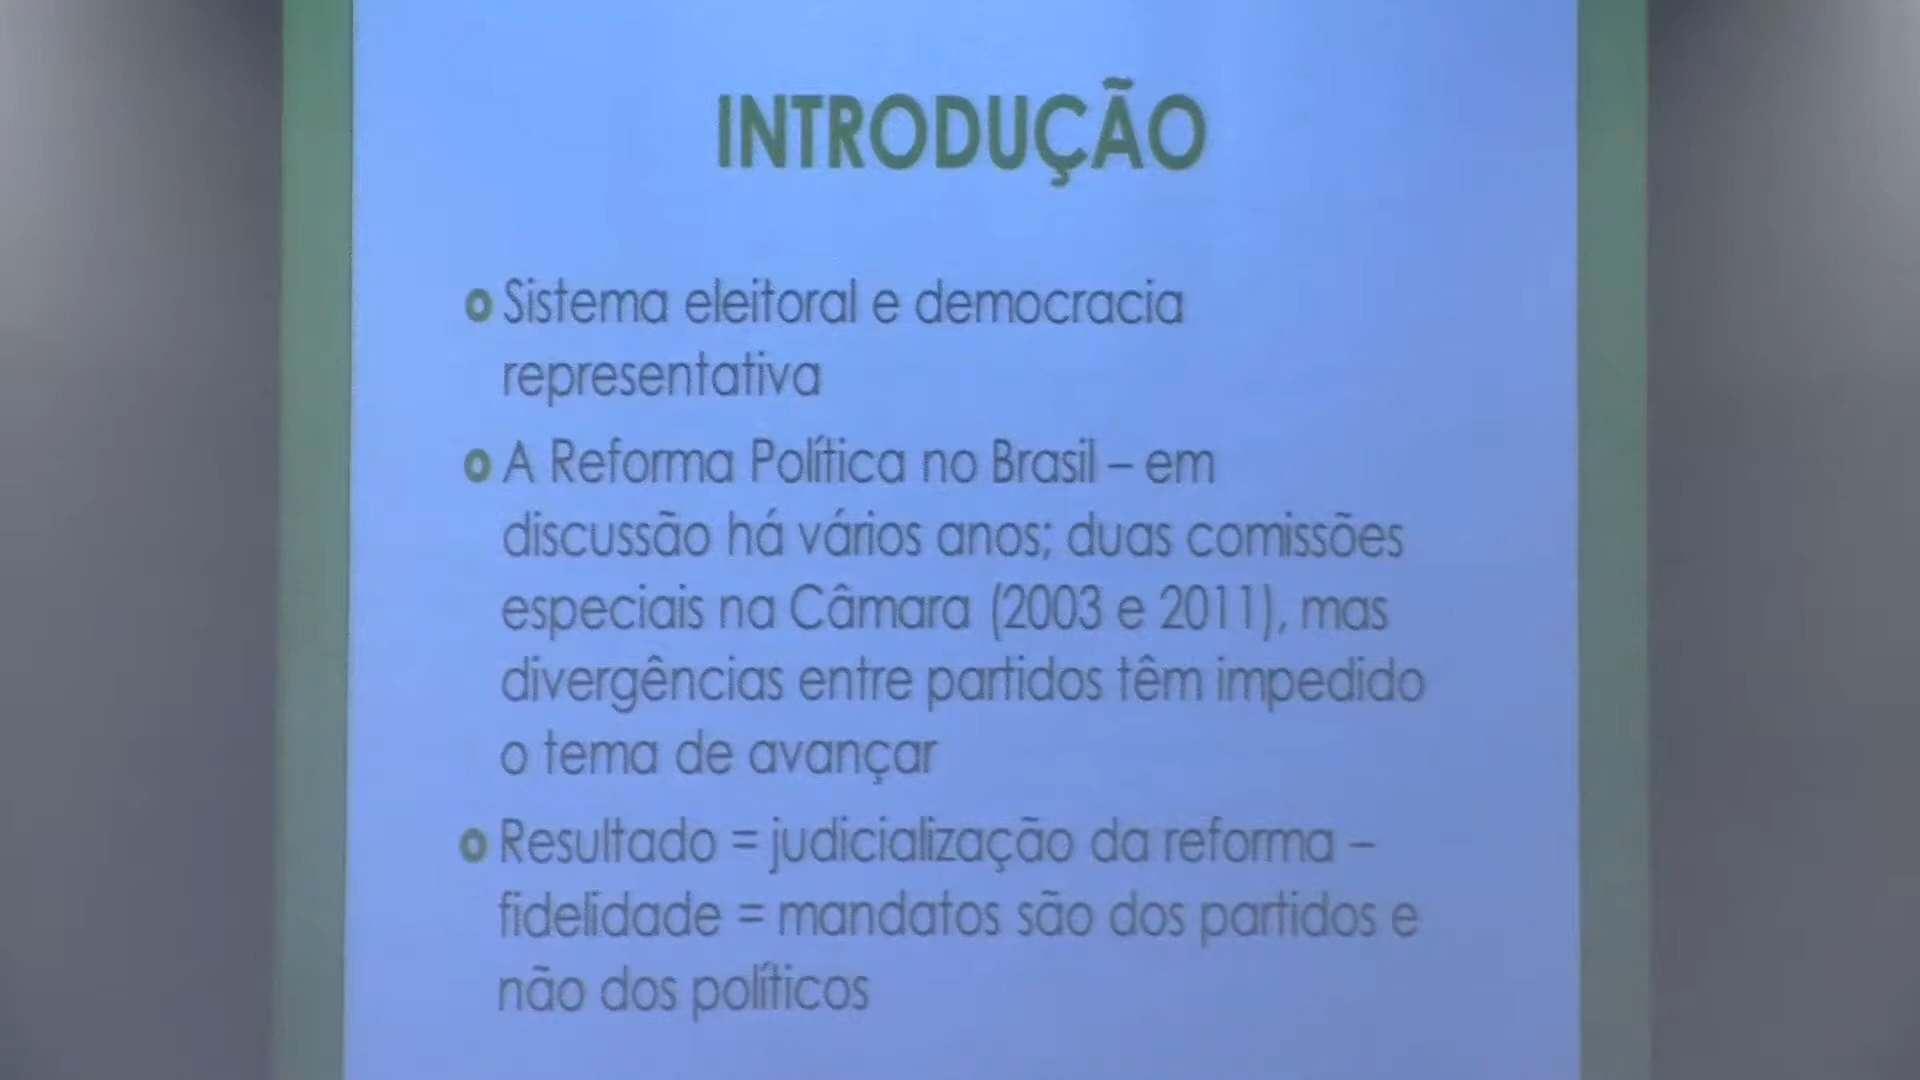 INTRODUÇÃO
Sistema eleitoral e democracia
representativa
A Reforma Política no Brasil – em
discussão há vários anos; duas comissões
especiais na Câmara (2003 e 2011), mas
divergências entre partidos têm impedido
o tema de avançar
Resultado = judicialização da reforma –
fidelidade = mandatos são dos partidos e
não dos políticos